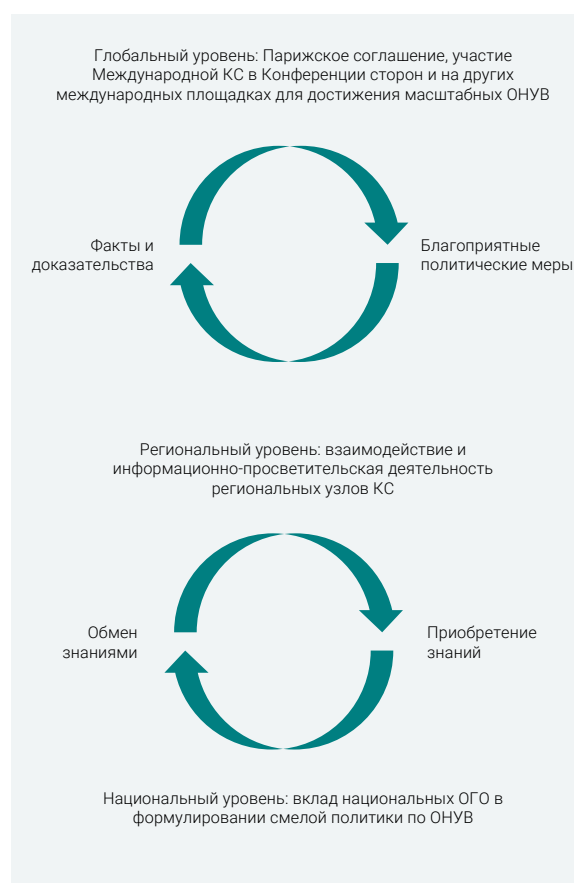 Глобальный уровень: Парижское соглашение, участие
Международной КС в Конференции сторон и на других
международных площадках для достижения масштабных ОНУВ
Факты и
доказательства
Благоприятные
политические меры
Региональный уровень: взаимодействие и
информационно-просветительская деятельность
региональных узлов КС
Обмен
знаниями
Приобретение
знаний
Национальный уровень: вклад национальных ОГО в
формулировании смелой политики по ОНУВ